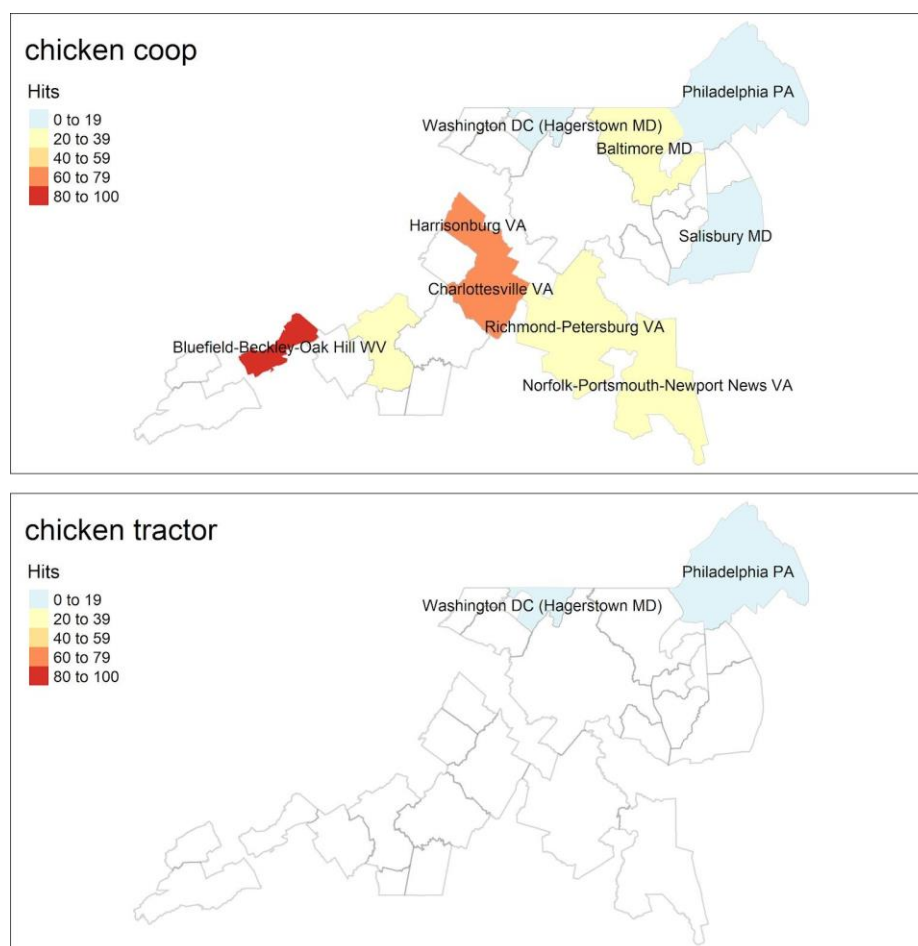 chicken coop
Hits
0 to 19
20 to 39
40 to 59
60 to 79
80 to 100
Philadelphia PA
Washington DC (Hagerstown MD)
Baltimore MD
Harrisonburg VA
Salisbury MD
Charlottesville VA
Richmond-Petersburg VA
Bluefield-Beckley-Oak Hill WV
Norfolk-Portsmouth-Newport News VA
chicken tractor
Hits
0 to 19
20 to 39
40 to 59
60 to 79
80 to 100
Philadelphia PA
Washington DC (Hagerstown MD)